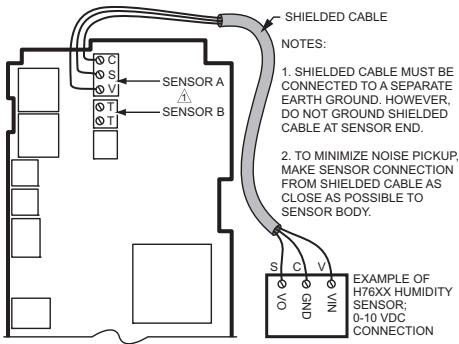 SHIELDED CABLE
NOTES:
1. SHIELDED CABLE MUST BE
CONNECTED TO A SEPARATE
EARTH GROUND. HOWEVER,
DO NOT GROUND SHIELDED
CABLE AT SENSOR END.
2. TO MINIMIZE NOISE PICKUP,
MAKE SENSOR CONNECTION
FROM SHIELDED CABLE AS
CLOSE AS POSSIBLE TO
SENSOR BODY.
C
S
V
SENSOR A
1
T
T
SENSOR B
S C V
VO GND VIN
EXAMPLE OF
H76XX HUMIDITY
SENSOR;
0-10 VDC
CONNECTION